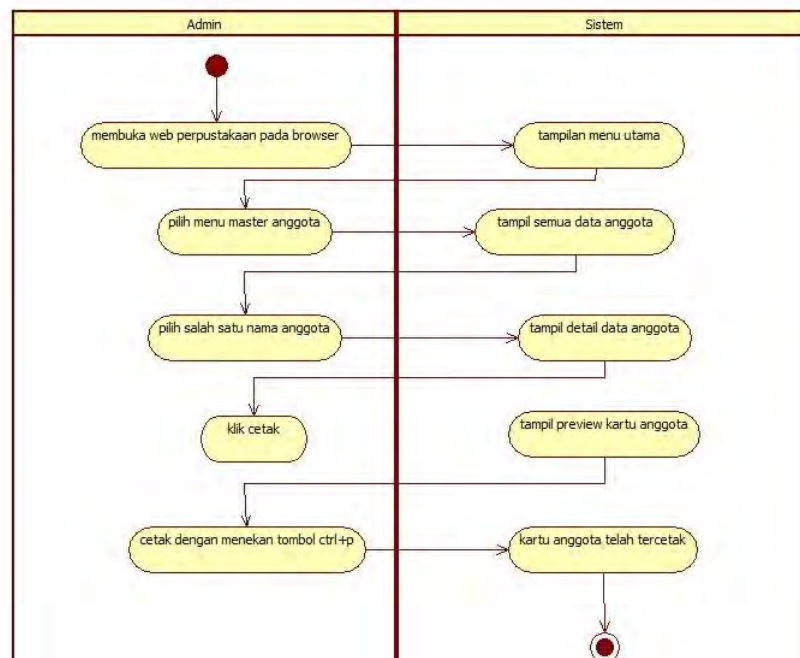 Admin
Sistem
membuka web perpustakaan pada browser
tampilan menu utama
pilih menu master anggota
tampil semua data anggota
pilih salah satu nama anggota
tampil detail data anggota
klik cetak
tampil preview kartu anggota
cetak dengan menekan tombol ctrl+p
kartu anggota telah tercetak